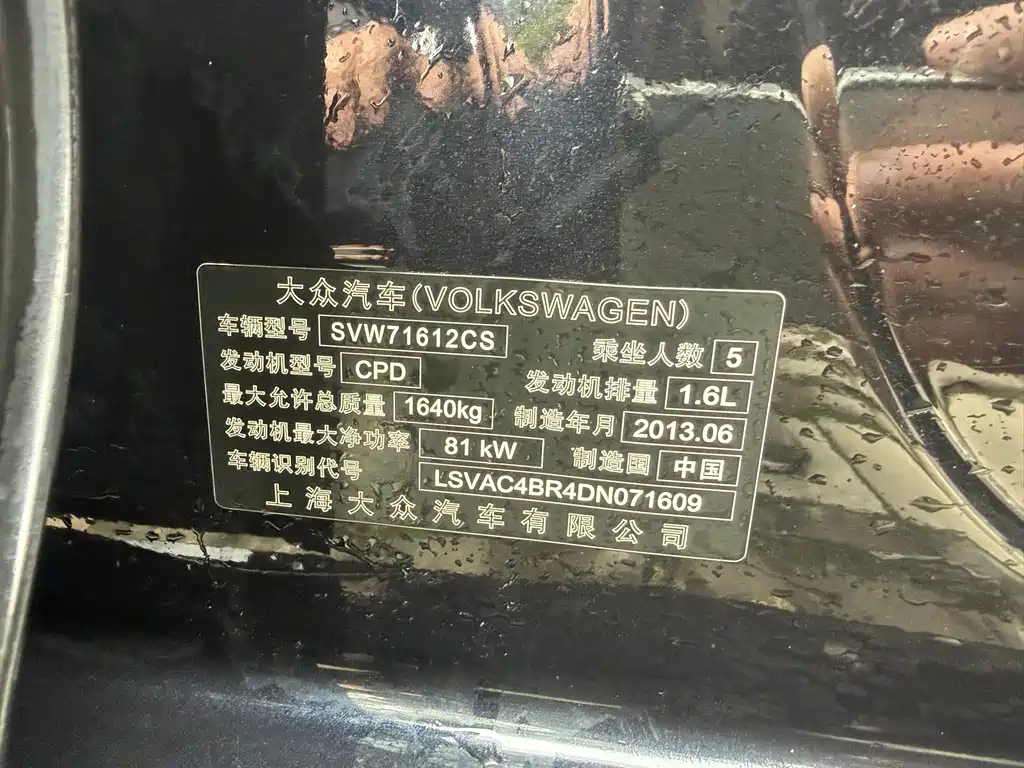 大众汽车(VOLKSWAGEN)
车辆型号 SVW71612CS 乘坐人数 5
发动机型号 CPD 发动机排量 1.6L
最大允许总质量 1640kg 制造年月 2013.06
发动机最大净功率 81 kW 制造国 中国
车辆识别代号 LSVAC4BR4DN071609
上海大众汽车有限公司